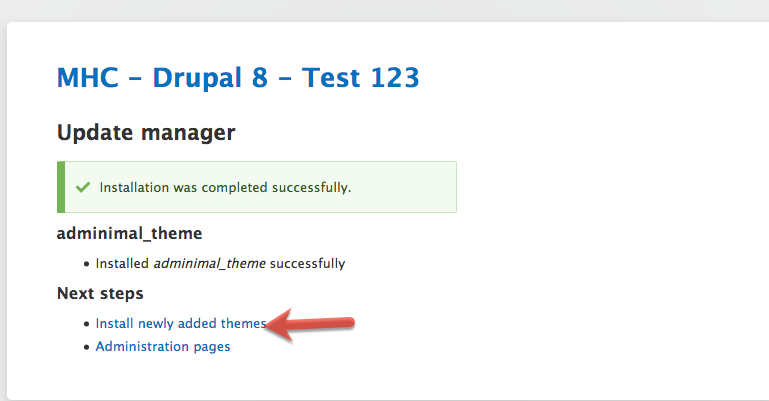 MHC – Drupal 8 – Test 123
Update manager
Installation was completed successfully.
adminimal_theme
Installed adminimal_theme successfully
Next steps
Install newly added themes
Administration pages